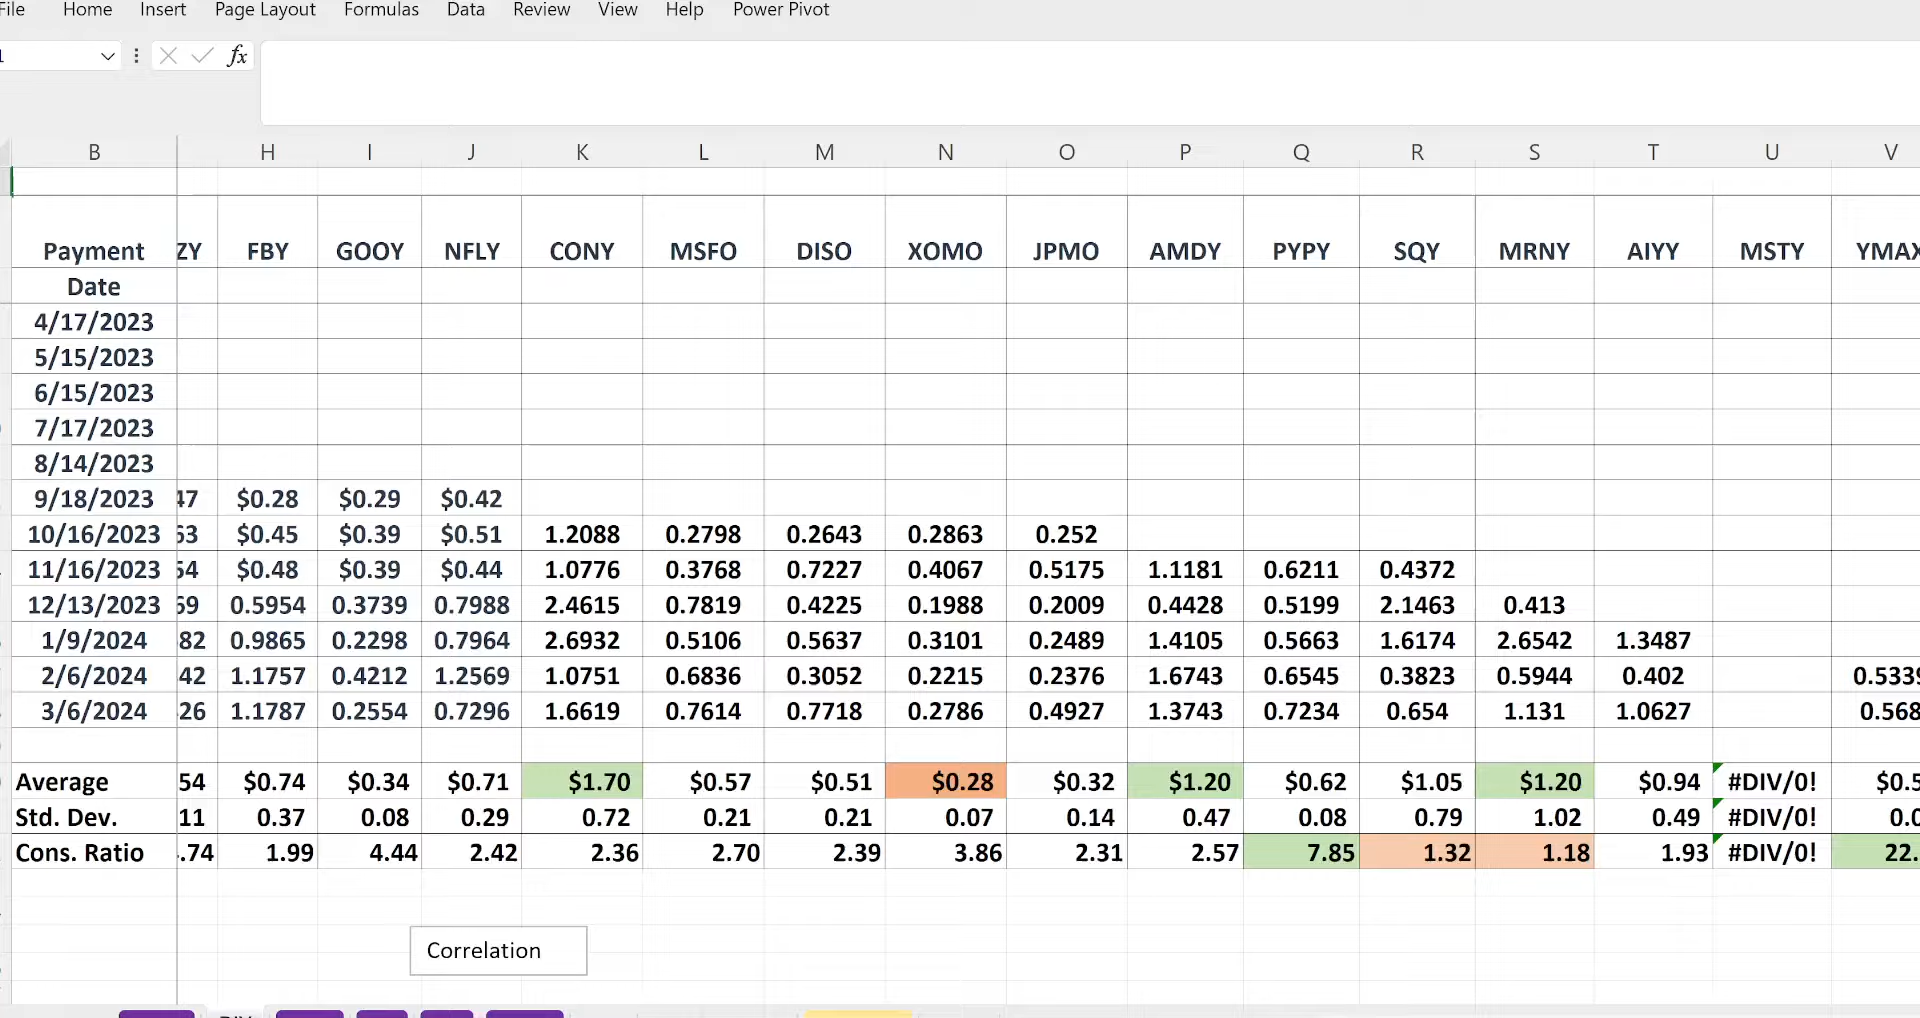 File Home Insert Page Layout Formulas Data Review View Help Power Pivot
fx
B H I J K L M N O P Q R S T U V
Payment ZY FBY GOOY NFLY CONY MSFO DISO XOMO JPMO AMDY PYPY SQY MRNY AIYY MSTY YMAX
Date
4/17/2023
5/15/2023
6/15/2023
7/17/2023
8/14/2023
9/18/2023 47 $0.28 $0.29 $0.42
10/16/2023 63 $0.45 $0.39 $0.51 1.2088 0.2798 0.2643 0.2863 0.252
11/16/2023 54 $0.48 $0.39 $0.44 1.0776 0.3768 0.7227 0.4067 0.5175 1.1181 0.6211 0.4372
12/13/2023 59 0.5954 0.3739 0.7988 2.4615 0.7819 0.4225 0.1988 0.2009 0.4428 0.5199 2.1463 0.413
1/9/2024 82 0.9865 0.2298 0.7964 2.6932 0.5106 0.5637 0.3101 0.2489 1.4105 0.5663 1.6174 2.6542 1.3487
2/6/2024 42 1.1757 0.4212 1.2569 1.0751 0.6836 0.3052 0.2215 0.2376 1.6743 0.6545 0.3823 0.5944 0.402 0.5339
3/6/2024 26 1.1787 0.2554 0.7296 1.6619 0.7614 0.7718 0.2786 0.4927 1.3743 0.7234 0.654 1.131 1.0627 0.568
Average 54 $0.74 $0.34 $0.71 $1.70 $0.57 $0.51 $0.28 $0.32 $1.20 $0.62 $1.05 $1.20 $0.94 #DIV/0! $0.5
Std. Dev. 11 0.37 0.08 0.29 0.72 0.21 0.21 0.07 0.14 0.47 0.08 0.79 1.02 0.49 #DIV/0! 0.0
Cons. Ratio .74 1.99 4.44 2.42 2.36 2.70 2.39 3.86 2.31 2.57 7.85 1.32 1.18 1.93 #DIV/0! 22.
Correlation